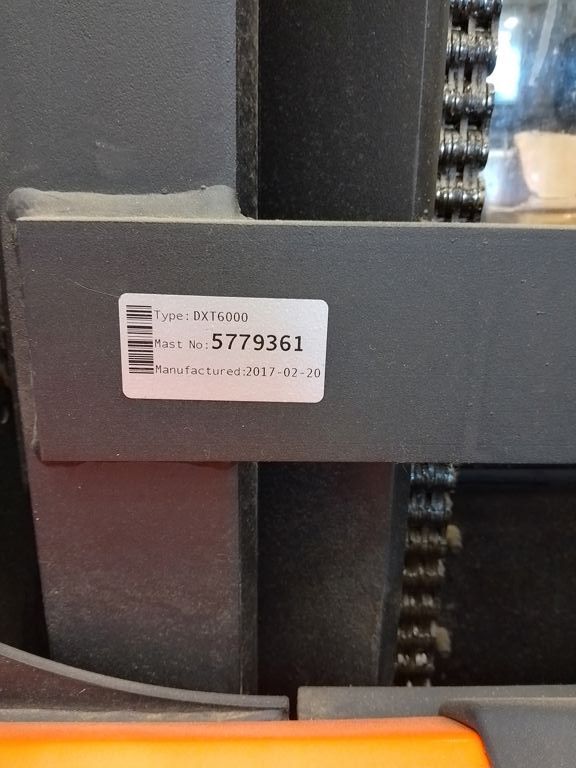 Type: DXT6000
Mast No: 5779361
Manufactured:2017-02-20